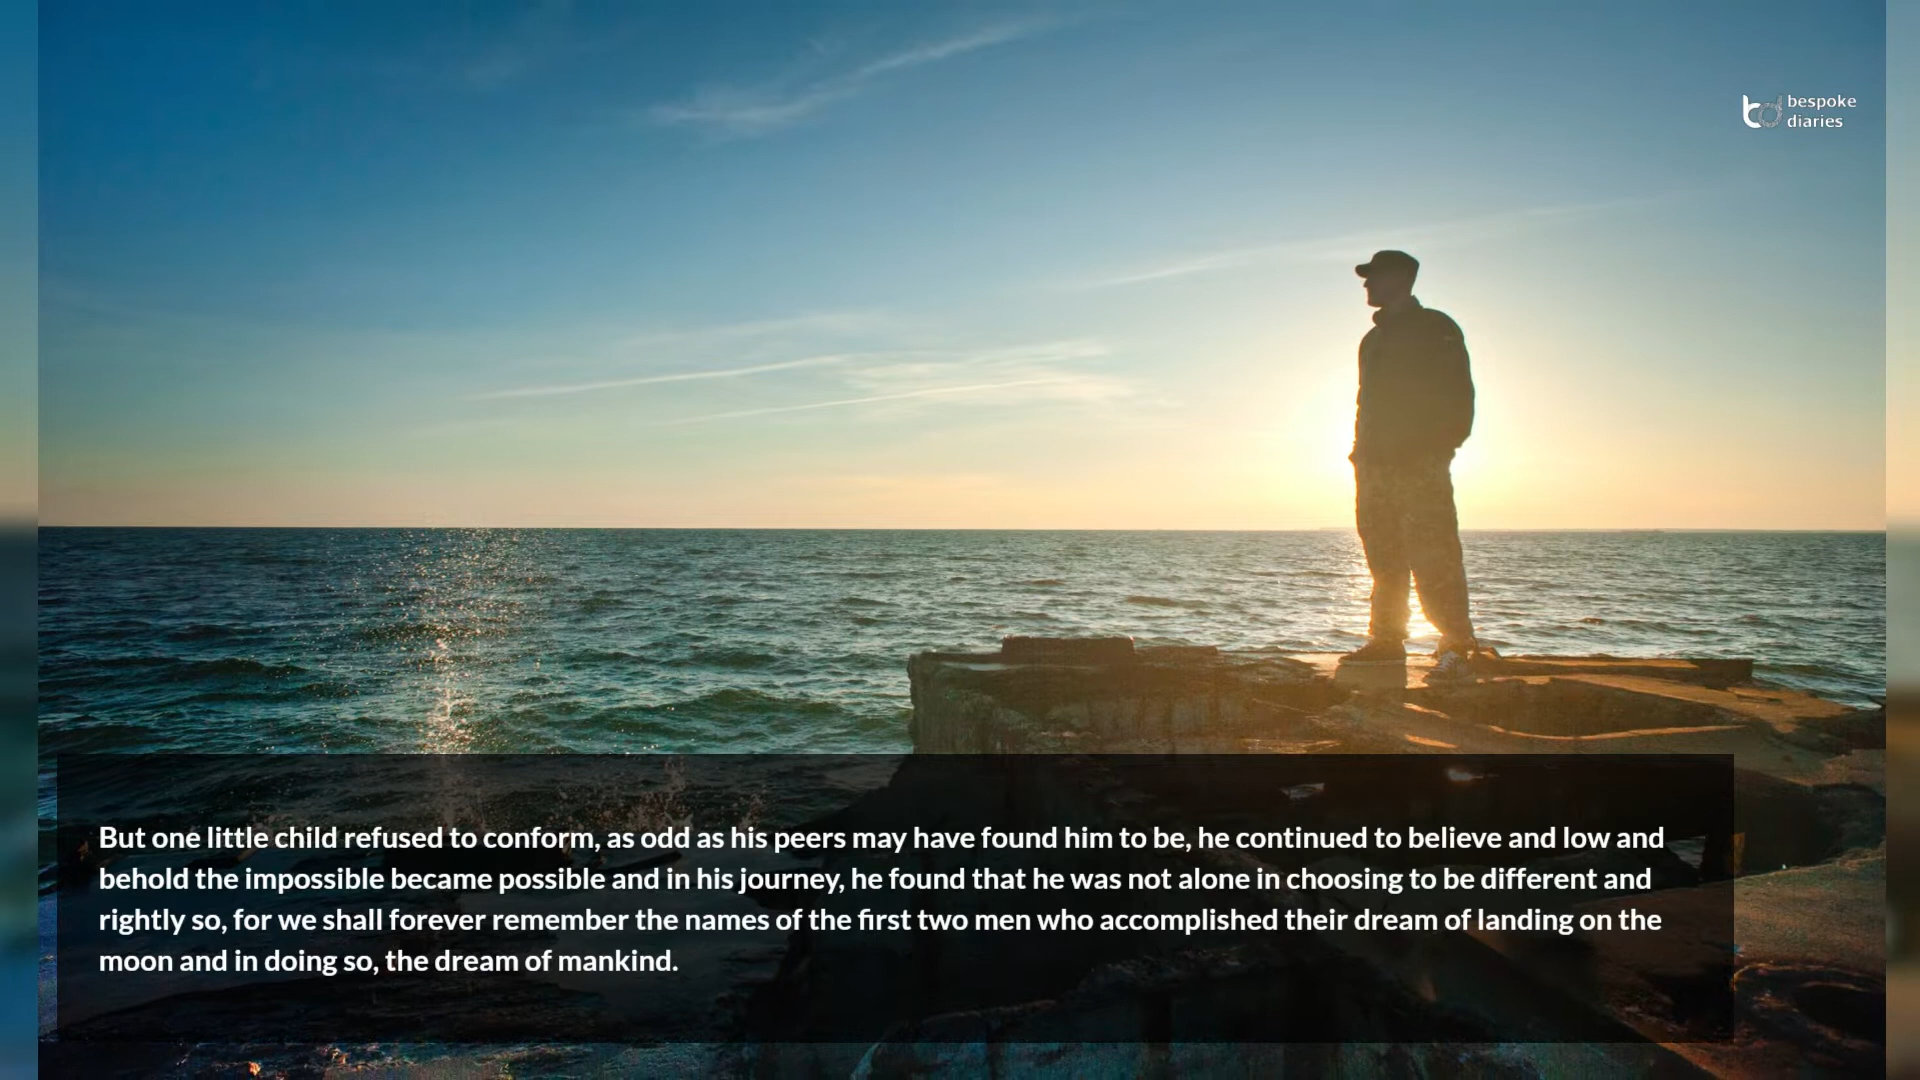 bespoke
diaries
But one little child refused to conform, as odd as his peers may have found him to be, he continued to believe and low and
behold the impossible became possible and in his journey, he found that he was not alone in choosing to be different and
rightly so, for we shall forever remember the names of the first two men who accomplished their dream of landing on the
moon and in doing so, the dream of mankind.